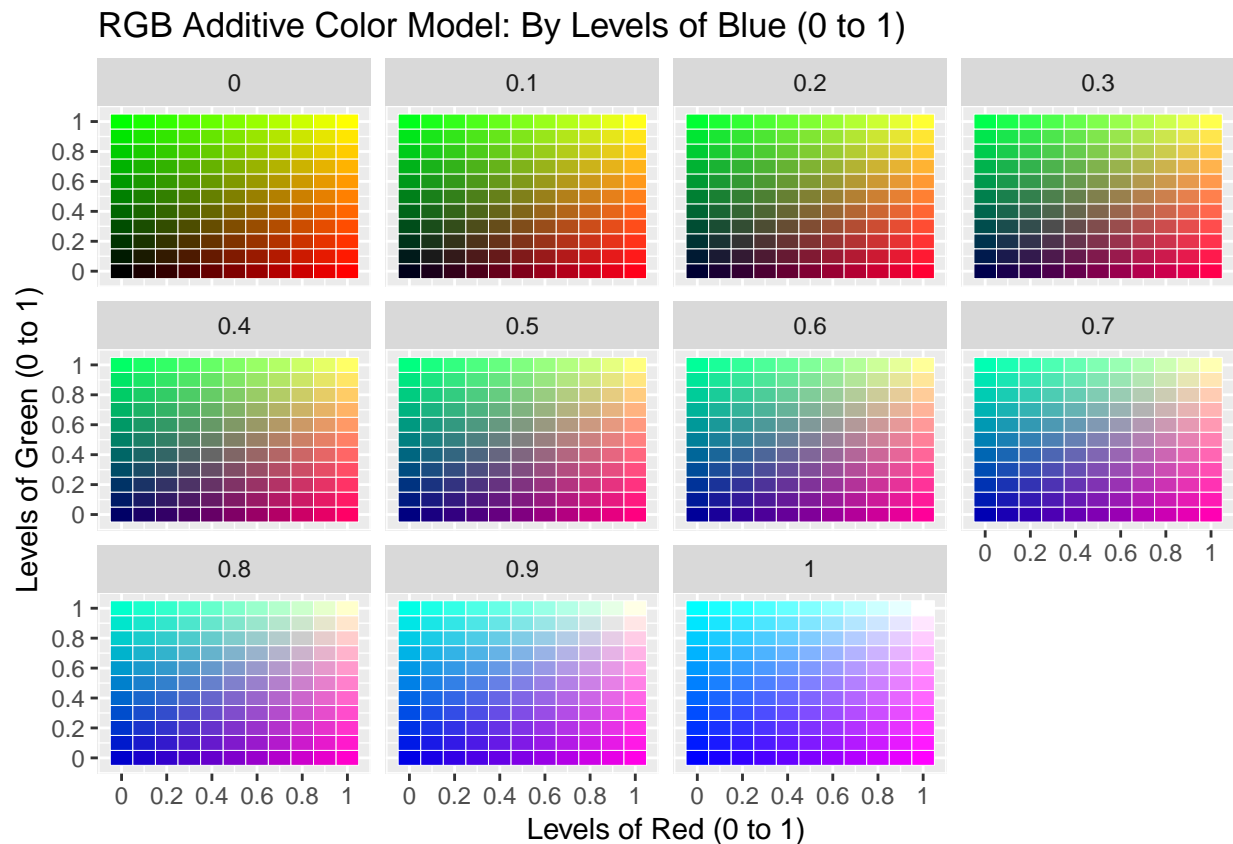 RGB Additive Color Model: By Levels of Blue (0 to 1)
0 0.1 0.2 0.3
1
0.8
0.6
0.4
0.2
0
0.4 0.5 0.6 0.7
1
0.8
0.6
0.4
0.2
0
0 0.2 0.4 0.6 0.8 1
0.8 0.9 1
1
0.8
0.6
0.4
0.2
0
0 0.2 0.4 0.6 0.8 1 0 0.2 0.4 0.6 0.8 1 0 0.2 0.4 0.6 0.8 1
Levels of Green (0 to 1)
Levels of Red (0 to 1)